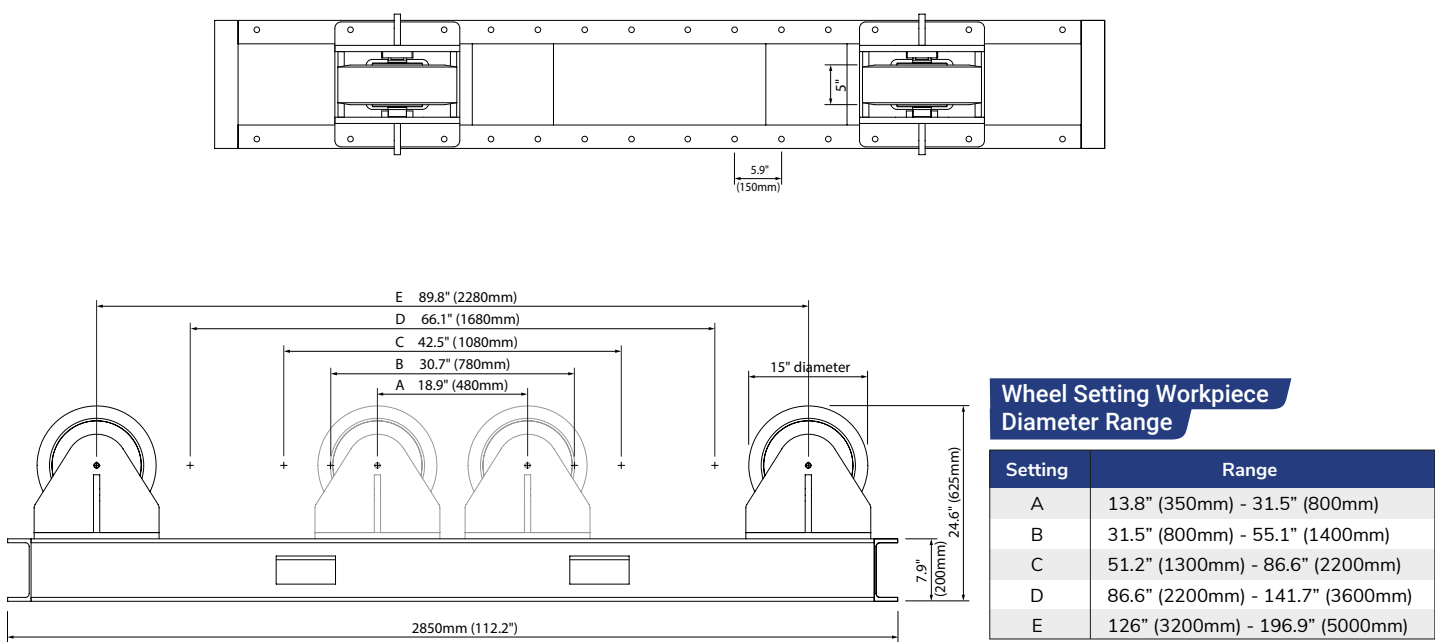 5"
5.9"
(150mm)
E 89.8" (2280mm)
D 66.1" (1680mm)
C 42.5" (1080mm)
B 30.7" (780mm)
A 18.9" (480mm)
15" diameter
24.6" (625mm)
7.9"
(200mm)
2850mm (112.2")
Wheel Setting Workpiece
Diameter Range
Setting Range
A 13.8” (350mm) - 31.5” (800mm)
B 31.5” (800mm) - 55.1” (1400mm)
C 51.2” (1300mm) - 86.6” (2200mm)
D 86.6” (2200mm) - 141.7” (3600mm)
E 126” (3200mm) - 196.9” (5000mm)